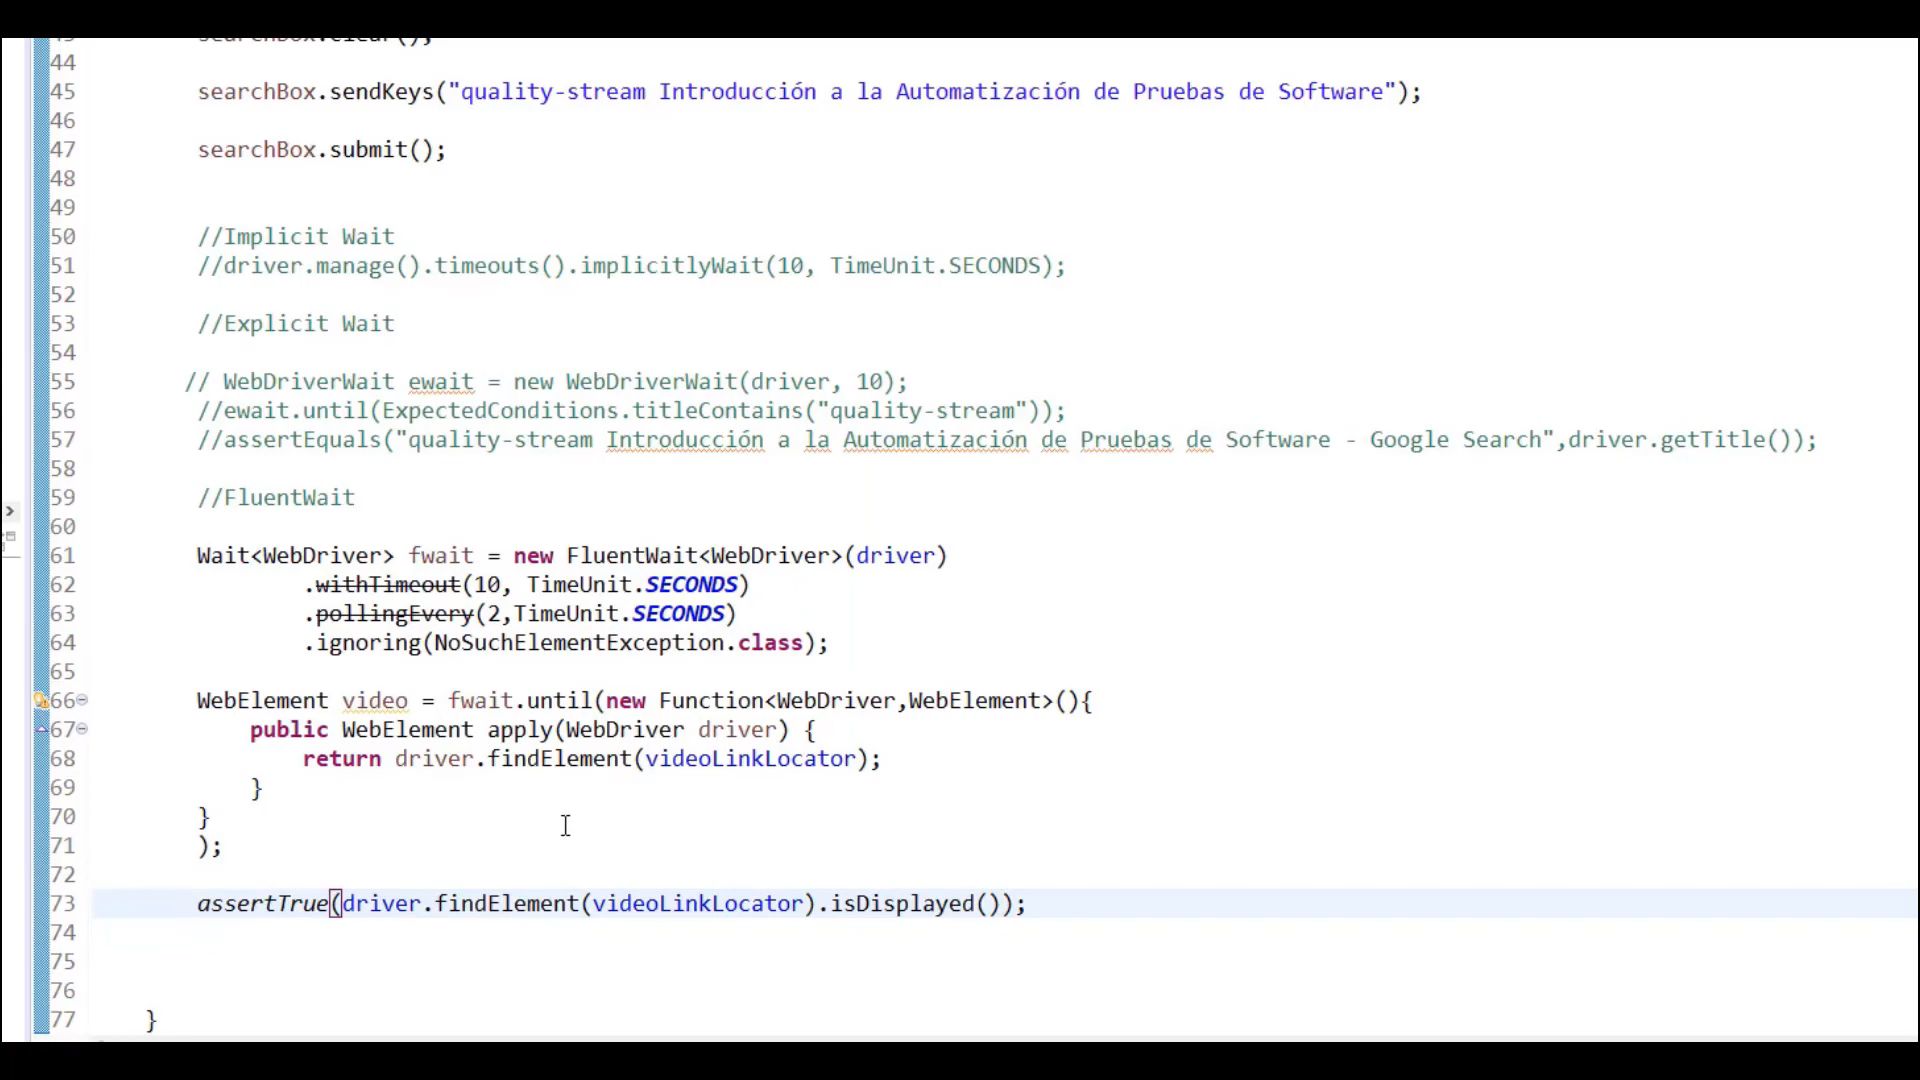 43 searchBox.clear();
44
45 searchBox.sendKeys("quality-stream Introducción a la Automatización de Pruebas de Software");
46
47 searchBox.submit();
48
49
50 //Implicit Wait
51 //driver.manage().timeouts().implicitlyWait(10, TimeUnit.SECONDS);
52
53 //Explicit Wait
54
55 // WebDriverWait ewait = new WebDriverWait(driver, 10);
56 //ewait.until(ExpectedConditions.titleContains("quality-stream"));
57 //assertEquals("quality-stream Introducción a la Automatización de Pruebas de Software - Google Search",driver.getTitle());
58
59 //FluentWait
60
61 Wait<WebDriver> fwait = new FluentWait<WebDriver>(driver)
62 .withTimeout(10, TimeUnit.SECONDS)
63 .pollingEvery(2,TimeUnit.SECONDS)
64 .ignoring(NoSuchElementException.class);
65
66 WebElement video = fwait.until(new Function<WebDriver,WebElement>(){
67 public WebElement apply(WebDriver driver) {
68 return driver.findElement(videoLinkLocator);
69 }
70 }
71 );
72
73 assertTrue(driver.findElement(videoLinkLocator).isDisplayed());
74
75
76
77 }